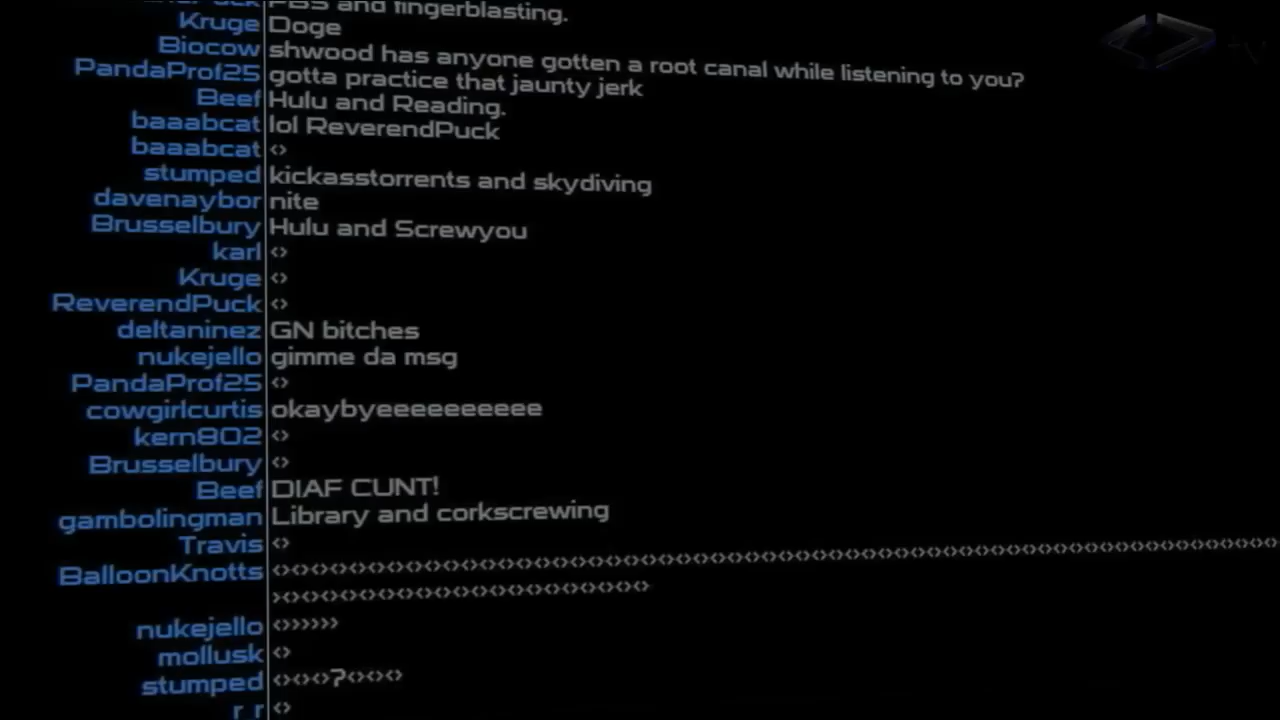 PBS and fingerblasting.
Kruge Doge
Biocow shwood has anyone gotten a root canal while listening to you?
PandaProf25 gotta practice that jaunty jerk
Beef Hulu and Reading.
baaabcat lol ReverendPuck
baaabcat <>
stumped kickasstorrents and skydiving
davenaybor nite
Brusselbury Hulu and Screwyou
karl <>
Kruge <>
ReverendPuck <>
deltaninez GN bitches
nukejello gimme da msg
PandaProf25 <>
cowgirlcurtis okaybyeeeeeeeeee
kern802 <>
Brusselbury <>
Beef DIAF CUNT!
gambolingman Library and corkscrewing
Travis <>
BalloonKnotts <><><><><><><><><><><><><><><><><><><><><><><><><><><><><><><><><><><><><><><><><><><><><><><><><><><>
><><><><><><><><><><><><><><><><><><>
nukejello <>>>>>>
mollusk <>
stumped <><><>?<><><>
r r <>